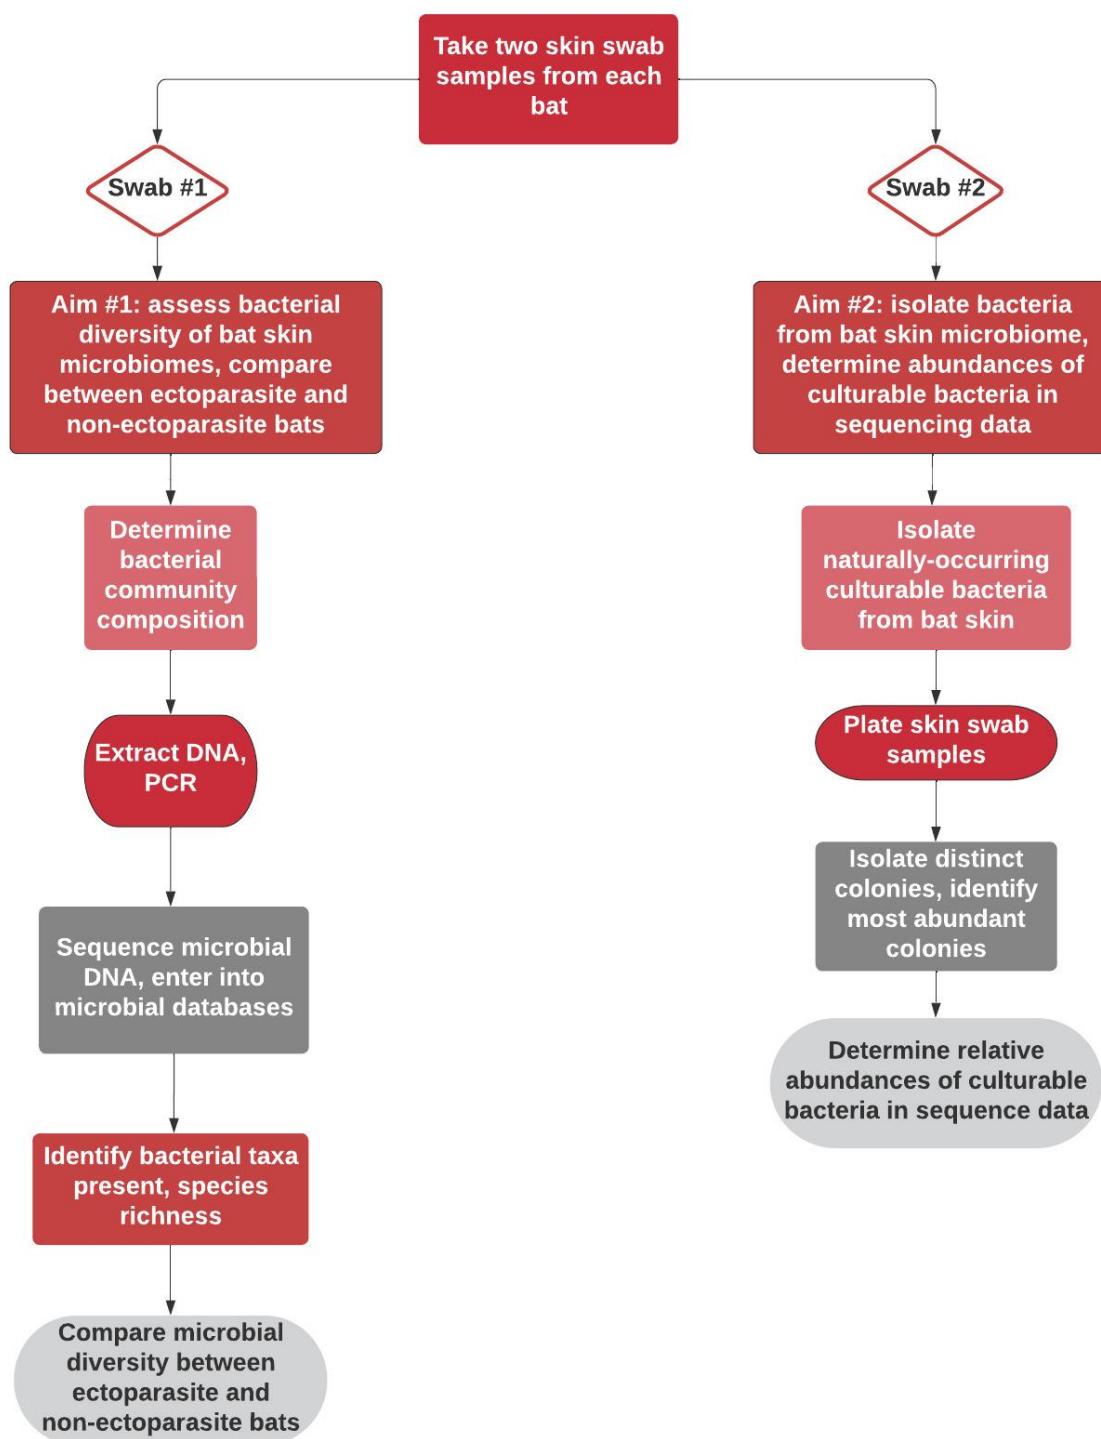 Take two skin swab
samples from each
bat
Swab #1
Aim #1: assess bacterial
diversity of bat skin
microbiomes, compare
between ectoparasite and
non-ectoparasite bats
Determine
bacterial
community
composition
Extract DNA,
PCR
Sequence microbial
DNA, enter into
microbial databases
Identify bacterial taxa
present, species
richness
Compare microbial
diversity between
ectoparasite and
non-ectoparasite bats
Swab #2
Aim #2: isolate bacteria
from bat skin microbiome,
determine abundances of
culturable bacteria in
sequencing data
Isolate
naturally-occurring
culturable bacteria
from bat skin
Plate skin swab
samples
Isolate distinct
colonies, identify
most abundant
colonies
Determine relative
abundances of culturable
bacteria in sequence data